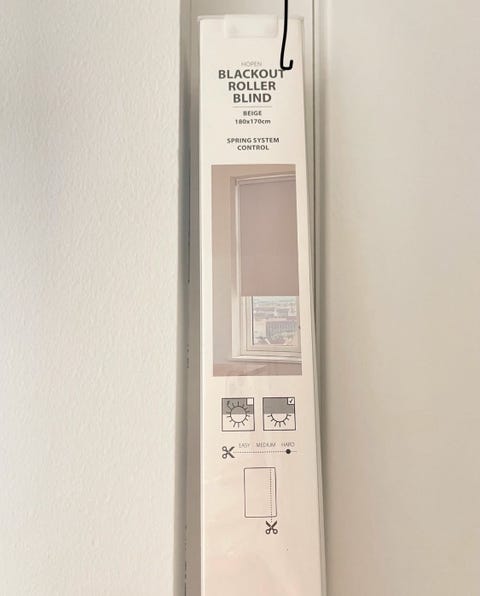 HOPEN
BLACKOUT
ROLLER
BLIND
BEIGE
180x170cm
SPRING SYSTEM
CONTROL
EASY MEDIUM HARD